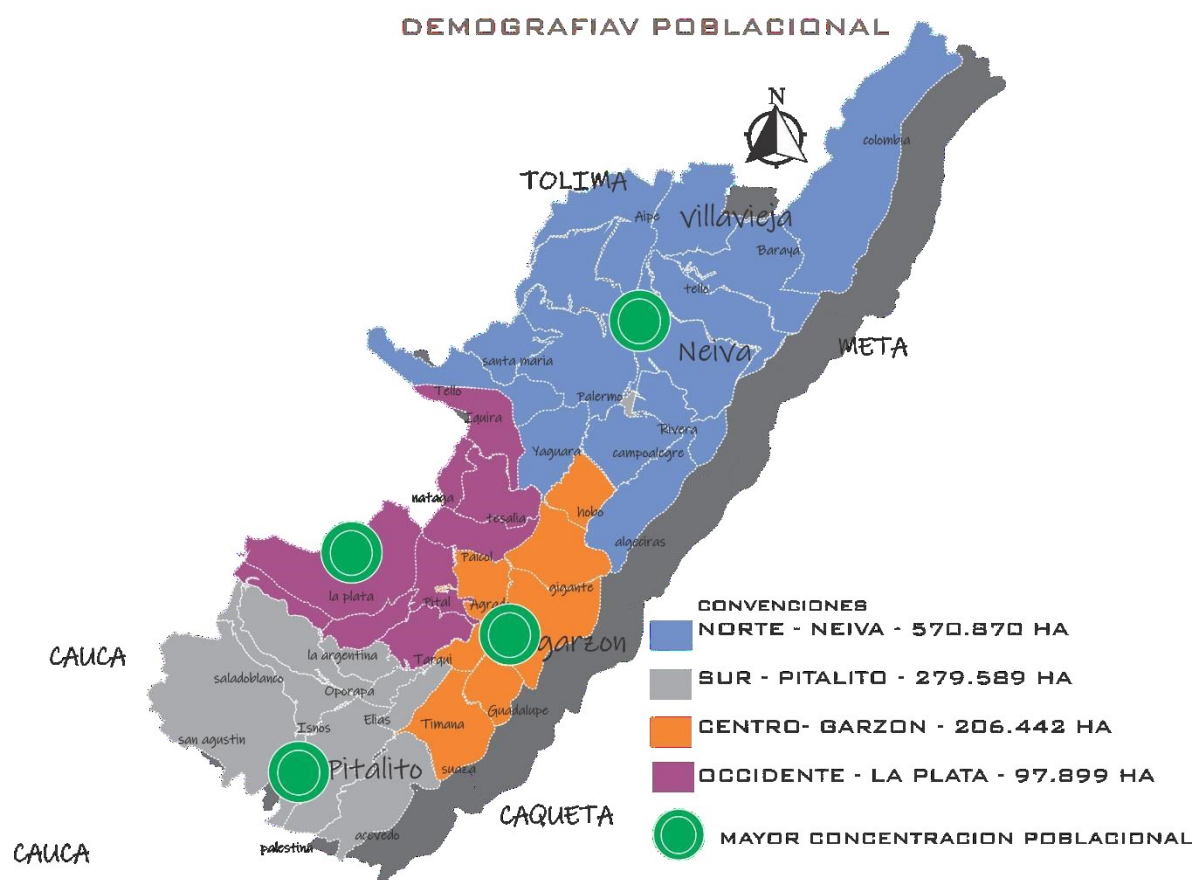 DEMOGRAFIAV POBLACIONAL
N
colombia
TOLIMA
Aipe
Villavieja
Baraya
telle
META
Neiva
santa maria
Tello
Palermo
Iquira
Rivera
Yaguara
campoalegre
nataga
tesalia
hobo
algeciras
Paicol
gigante
la plata
Pital
Agrad
garzon
CONVENCIONES
NORTE - NEIVA - 570.870 HA
CAUCA
la argentina
Tarqui
saladoblanco
Oporapa
SUR - PITALITO - 279.589 HA
Isnos
Elias
Timana
Guadalupe
CENTRO- GARZON - 206.442 HA
san agustin
Pitalito
suaza
OCCIDENTE - LA PLATA - 97.899 HA
CAQUETA
acevedo
MAYOR CONCENTRACION POBLACIONAL
palestina
CAUCA